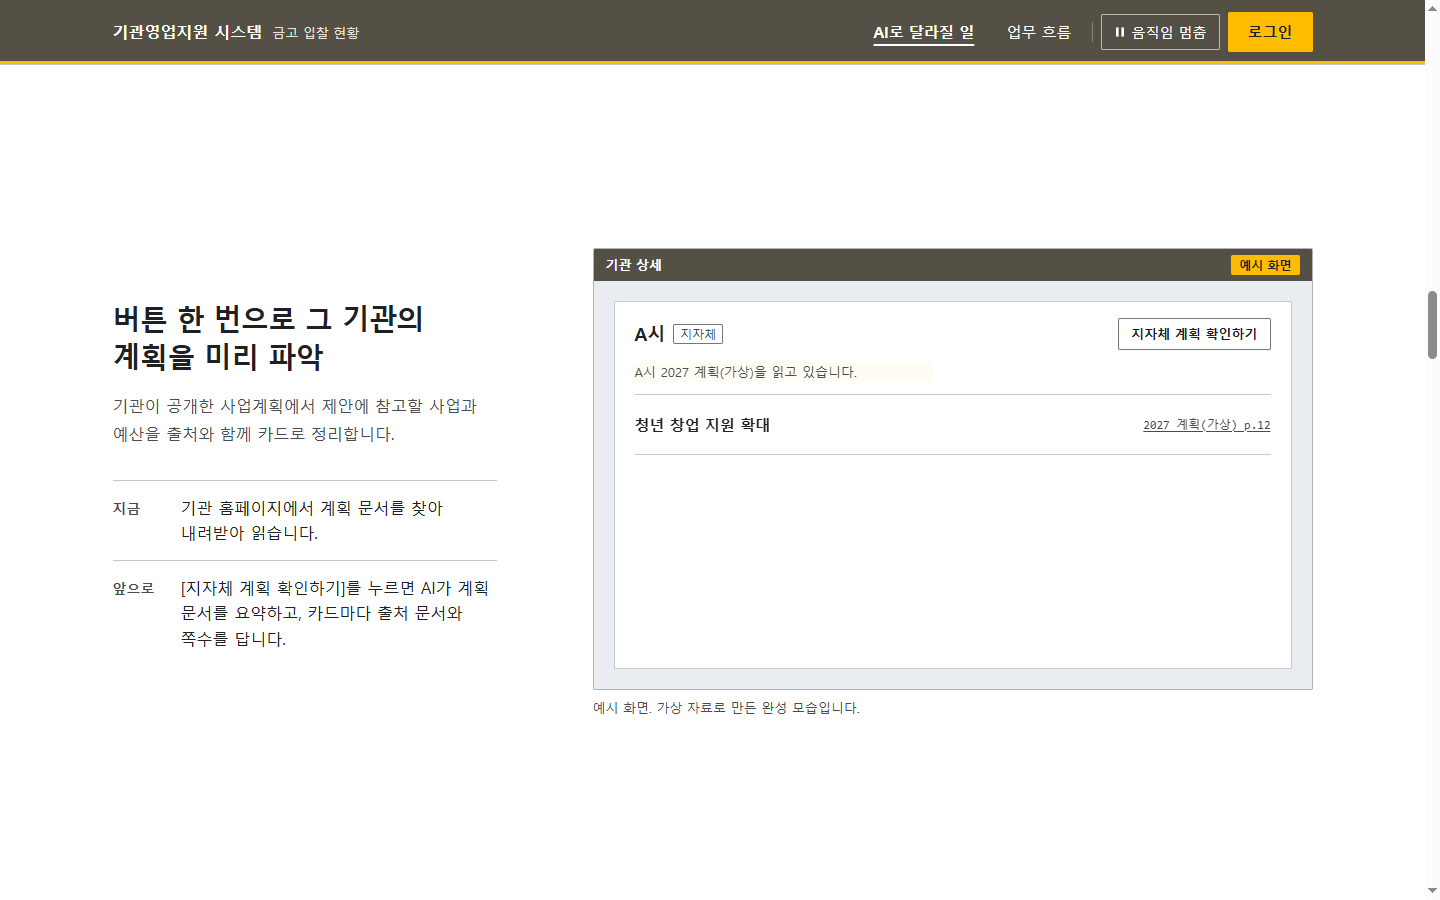 기관영업지원 시스템 금고 입찰 현황
AI로 달라질 일
업무 흐름
움직임 멈춤
로그인
버튼 한 번으로 그 기관의
계획을 미리 파악
기관이 공개한 사업계획에서 제안에 참고할 사업과
예산을 출처와 함께 카드로 정리합니다.
지금
기관 홈페이지에서 계획 문서를 찾아
내려받아 읽습니다.
앞으로
[지자체 계획 확인하기]를 누르면 AI가 계획
문서를 요약하고, 카드마다 출처 문서와
쪽수를 답니다.
기관 상세
예시 화면
A시
지자체
지자체 계획 확인하기
A시 2027 계획(가상)을 읽고 있습니다.
청년 창업 지원 확대
2027 계획(가상) p.12
예시 화면. 가상 자료로 만든 완성 모습입니다.